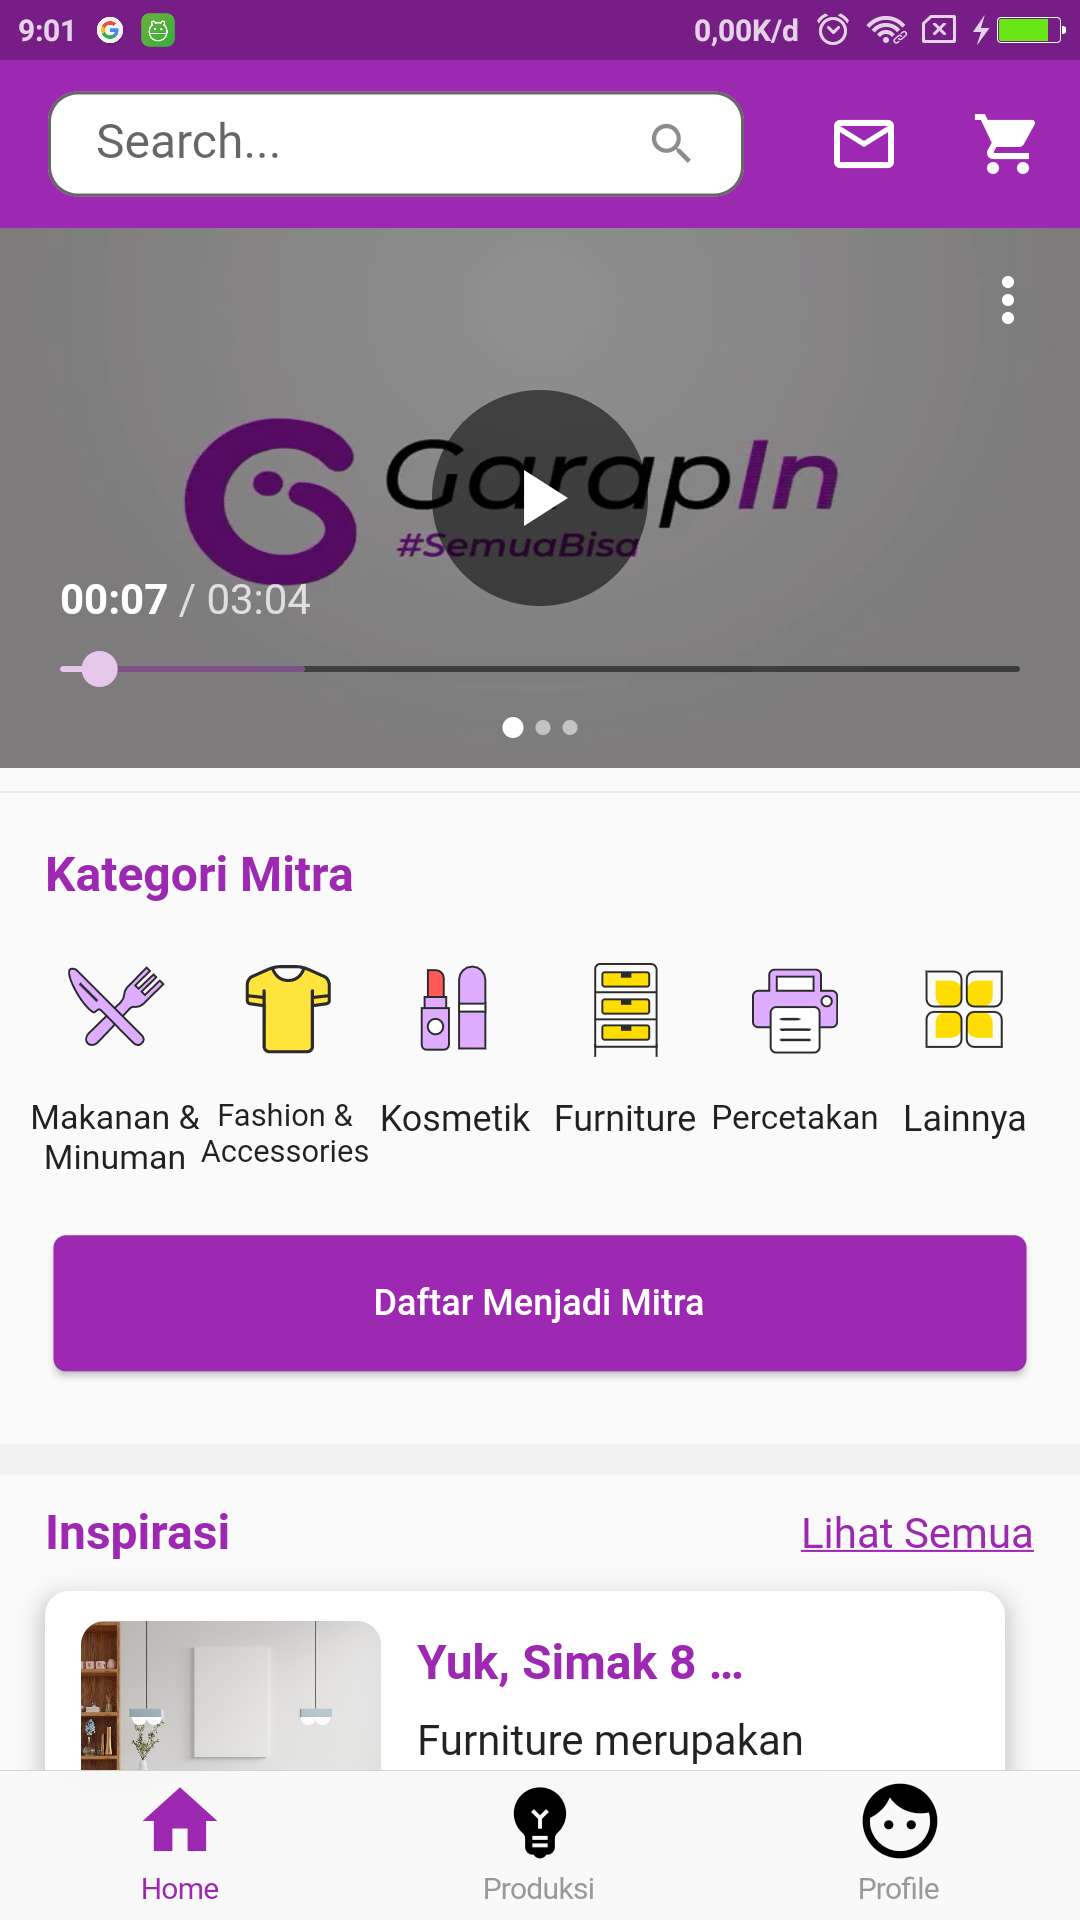 9:01
0,00K/d
Search...
GarapIn
#SemuaBisa
00:07 / 03:04
Kategori Mitra
Makanan &
Minuman
Fashion &
Accessories
Kosmetik
Furniture
Percetakan
Lainnya
Daftar Menjadi Mitra
Inspirasi
Lihat Semua
Yuk, Simak 8 ...
Furniture merupakan
Home
Produksi
Profile